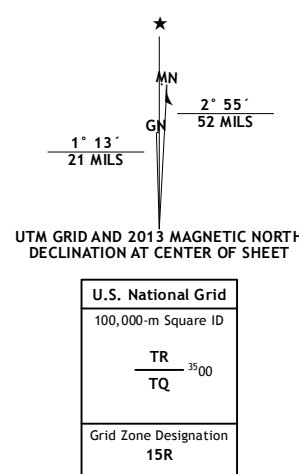 MN
GN
2° 55´
52 MILS
1° 13´
21 MILS
UTM GRID AND 2013 MAGNETIC NORTH
DECLINATION AT CENTER OF SHEET
U.S. National Grid
100,000-m Square ID
TR
3500
TQ
Grid Zone Designation
15R